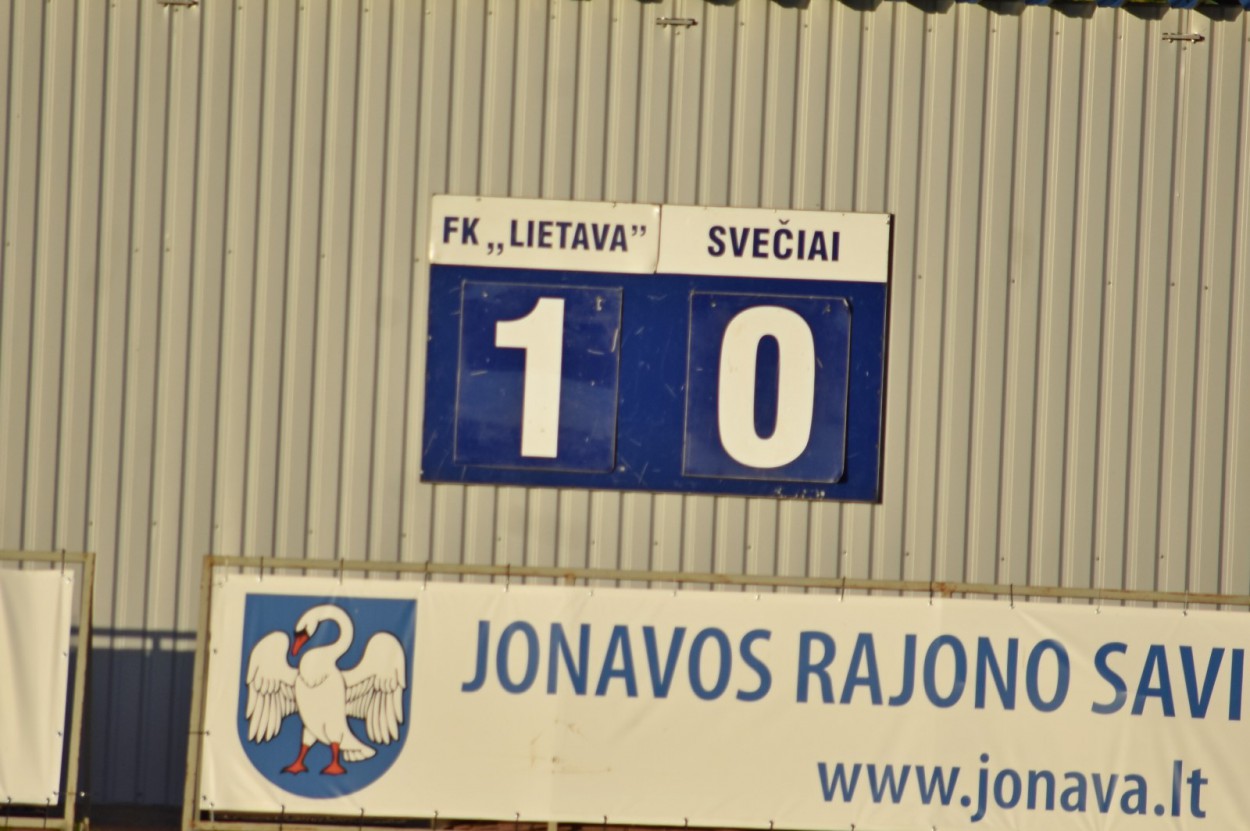 FK „LIETAVA” SVEČIAI
1 0
JONAVOS RAJONO SAVI
www.jonava.lt